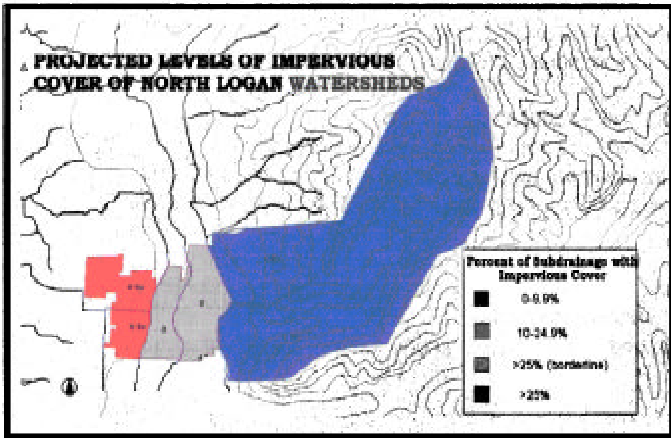 PROJECTED LEVELS OF IMPERVIOUS
COVER OF NORTH LOGAN WATERSHEDS
Percent of Subdrainage with
Impervious Cover
0-9.9%
10-24.9%
>25% (borderline)
>25%